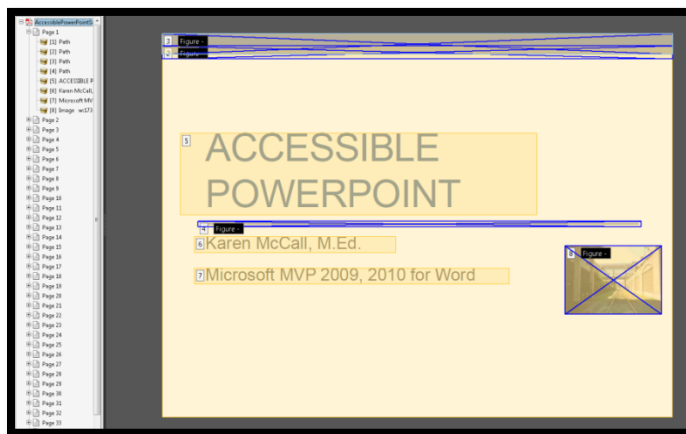 AccessiblePowerPointG
Page 1
[1] Path
[2] Path
[3] Path
[4] Path
[5] ACCESSIBLE P
[6] Karen McCall,
[7] Microsoft MV
[8] Image w:173
Page 2
Page 3
Page 4
Page 5
Page 6
Page 7
Page 8
Page 9
Page 10
Page 11
Page 12
Page 13
Page 14
Page 15
Page 16
Page 17
Page 18
Page 19
Page 20
Page 21
Page 22
Page 23
Page 24
Page 25
Page 26
Page 27
Page 28
Page 29
Page 30
Page 31
Page 32
Page 33
3 Figure -
Figure -
5 ACCESSIBLE
POWERPOINT
4 Figure -
6 Karen McCall, M.Ed.
8 Figure -
7 Microsoft MVP 2009, 2010 for Word